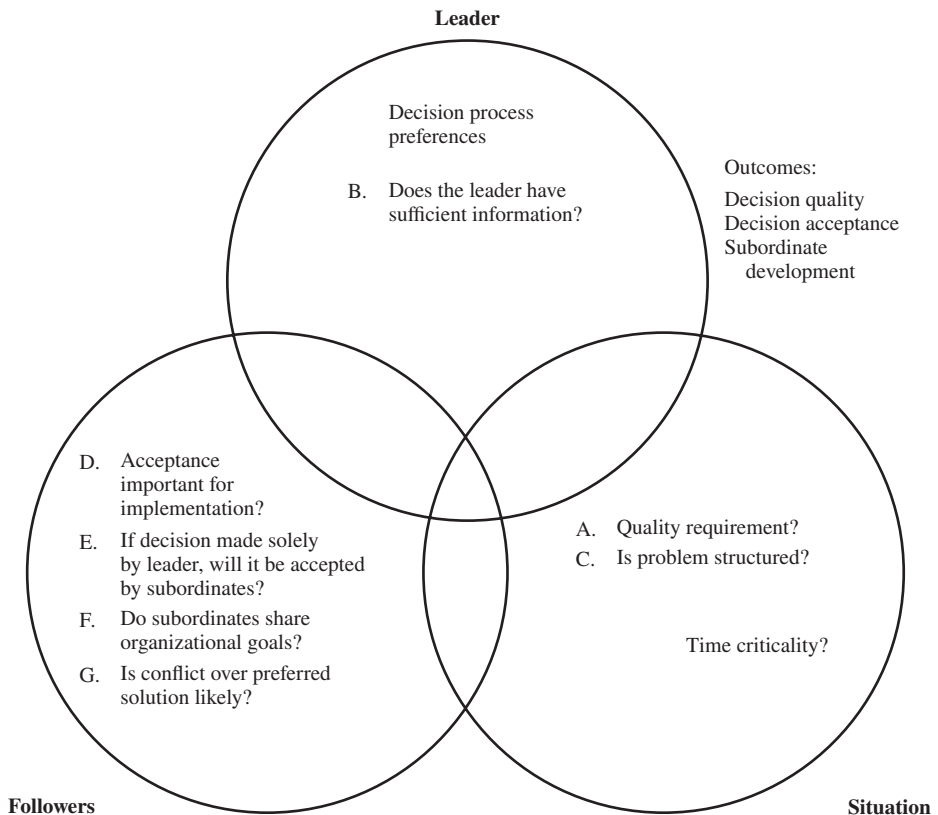 Leader
Decision process
preferences
B. Does the leader have
sufficient information?
Outcomes:
Decision quality
Decision acceptance
Subordinate
development
D. Acceptance
important for
implementation?
E. If decision made solely
by leader, will it be accepted
by subordinates?
F. Do subordinates share
organizational goals?
G. Is conflict over preferred
solution likely?
A. Quality requirement?
C. Is problem structured?
Time criticality?
Followers
Situation